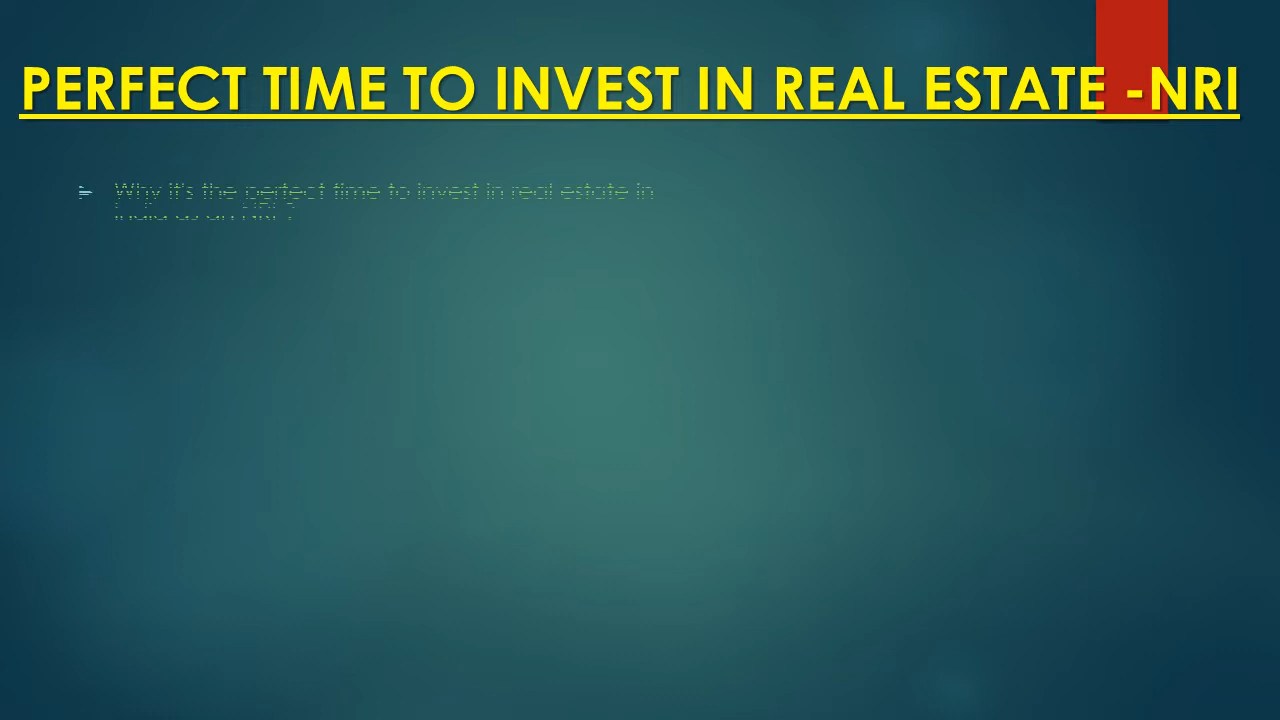 PERFECT TIME TO INVEST IN REAL ESTATE -NRI
Why it's the perfect time to invest in real estate in
India as an NRI ?